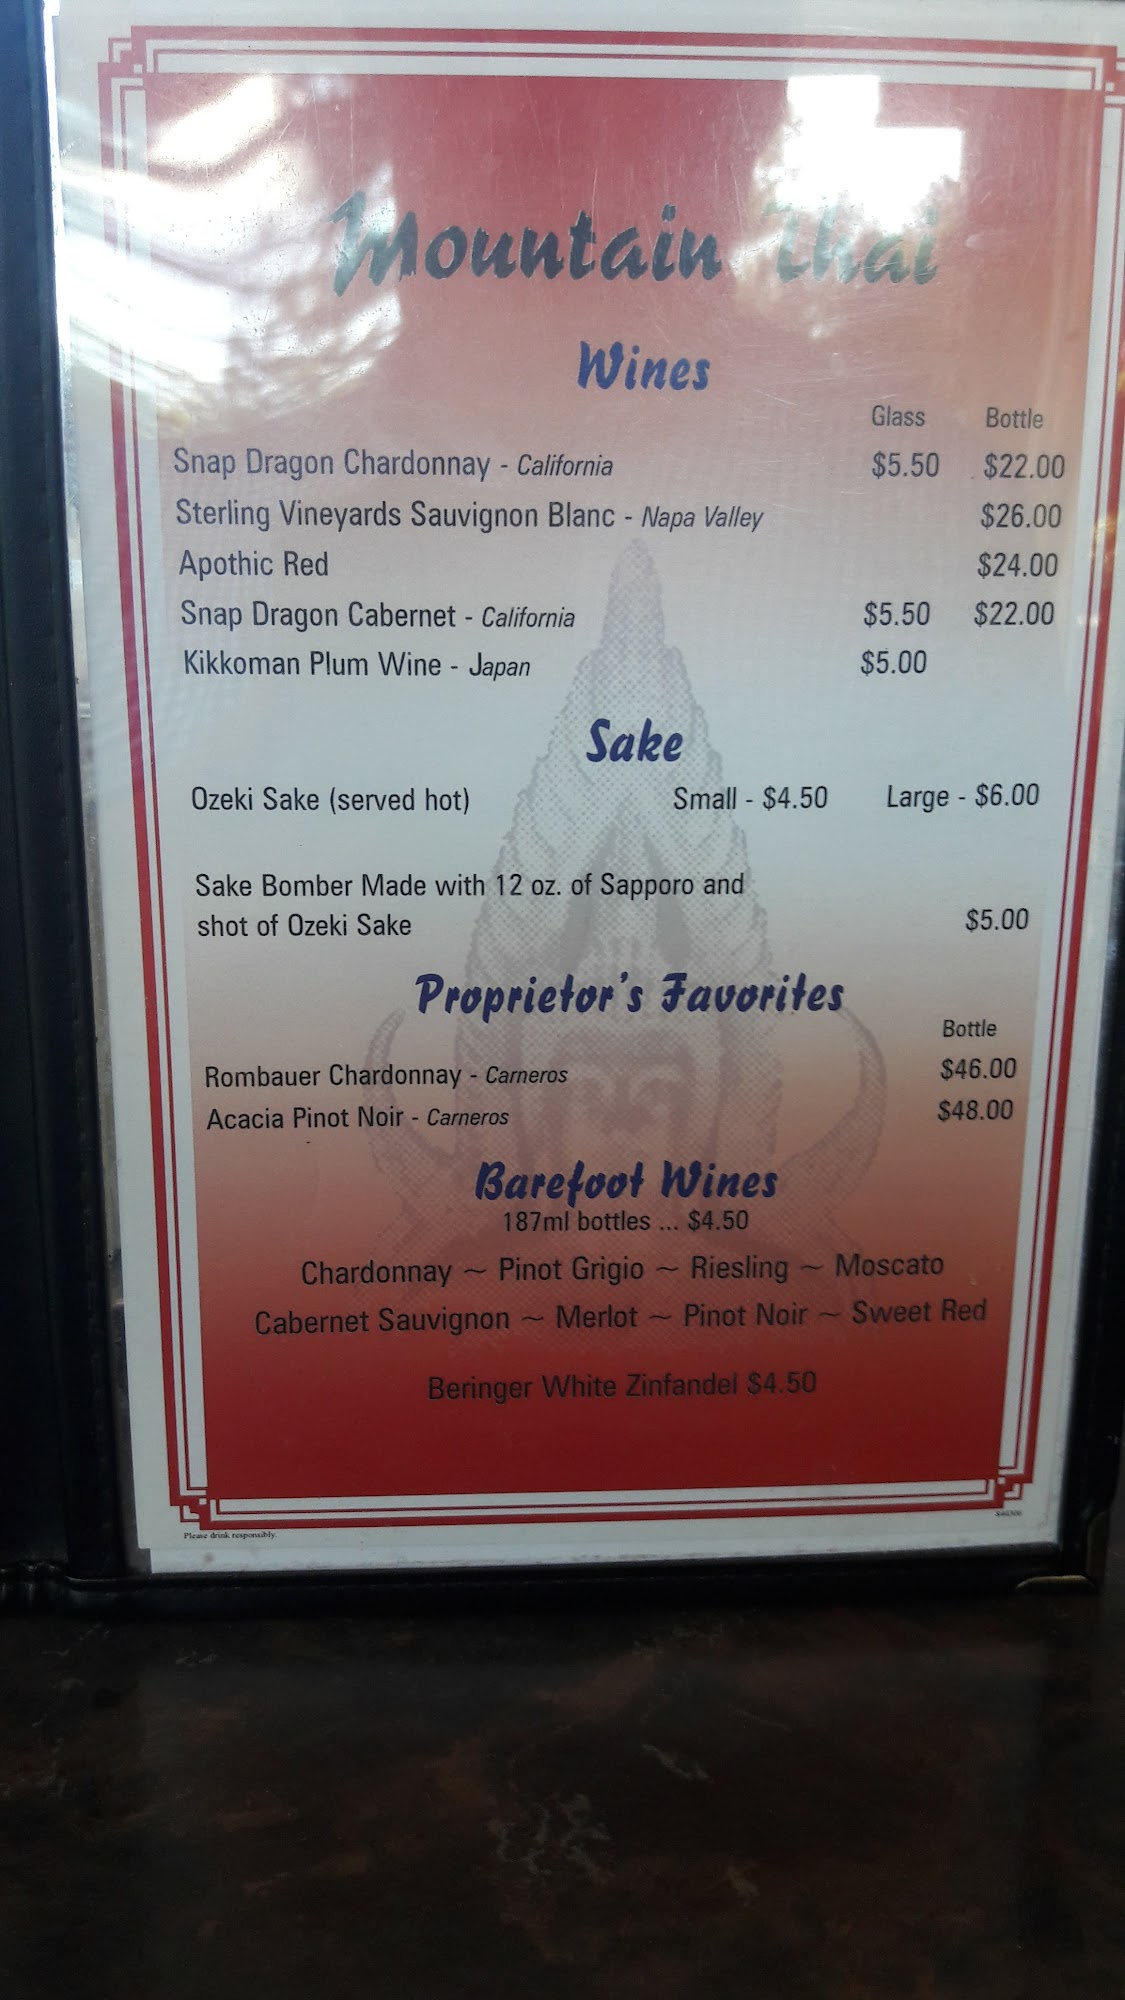 Mountain Thai
Wines
Glass Bottle
Snap Dragon Chardonnay - California $5.50 $22.00
Sterling Vineyards Sauvignon Blanc - Napa Valley $26.00
Apothic Red $24.00
Snap Dragon Cabernet - California $5.50 $22.00
Kikkoman Plum Wine - Japan $5.00
Sake
Ozeki Sake (served hot) Small - $4.50 Large - $6.00
Sake Bomber Made with 12 oz. of Sapporo and
shot of Ozeki Sake $5.00
Proprietor's Favorites
Bottle
Rombauer Chardonnay - Carneros $46.00
Acacia Pinot Noir - Carneros $48.00
Barefoot Wines
187ml bottles ... $4.50
Chardonnay ~ Pinot Grigio ~ Riesling ~ Moscato
Cabernet Sauvignon ~ Merlot ~ Pinot Noir ~ Sweet Red
Beringer White Zinfandel $4.50
Please drink responsibly.